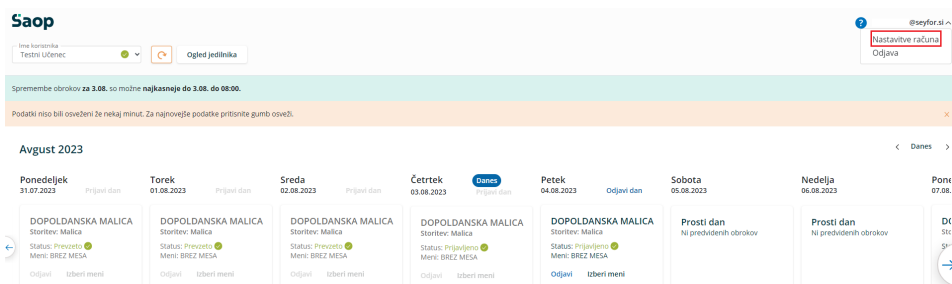 Saop
? @seyfor.si
Nastavitve računa
Odjava
Ime koristnika
Testni Učenec
Ogled jedilnika
Spremembe obrokov za 3.08. so možne najkasneje do 3.08. do 08:00.
Podatki niso bili osveženi že nekaj minut. Za najnovejše podatke pritisnite gumb osveži.
Avgust 2023
Danes
Ponedeljek Torek Sreda Četrtek Danes Petek Sobota Nedelja Pone
31.07.2023 Prijavi dan 01.08.2023 Prijavi dan 02.08.2023 Prijavi dan 03.08.2023 Prijavi dan 04.08.2023 Odjavi dan 05.08.2023 06.08.2023 07.08.
DOPOLDANSKA MALICA DOPOLDANSKA MALICA DOPOLDANSKA MALICA DOPOLDANSKA MALICA DOPOLDANSKA MALICA Prosti dan Prosti dan DO
Storitev: Malica Storitev: Malica Storitev: Malica Storitev: Malica Storitev: Malica Ni predvidenih obrokov Ni predvidenih obrokov Sto
Status: Prevzeto Status: Prevzeto Status: Prevzeto Status: Prijavljeno Status: Prijavljeno
Meni: BREZ MESA Meni: BREZ MESA Meni: BREZ MESA Meni: BREZ MESA Meni: BREZ MESA
Odjavi Izberi meni Odjavi Izberi meni Odjavi Izberi meni Odjavi Izberi meni Odjavi Izberi meni